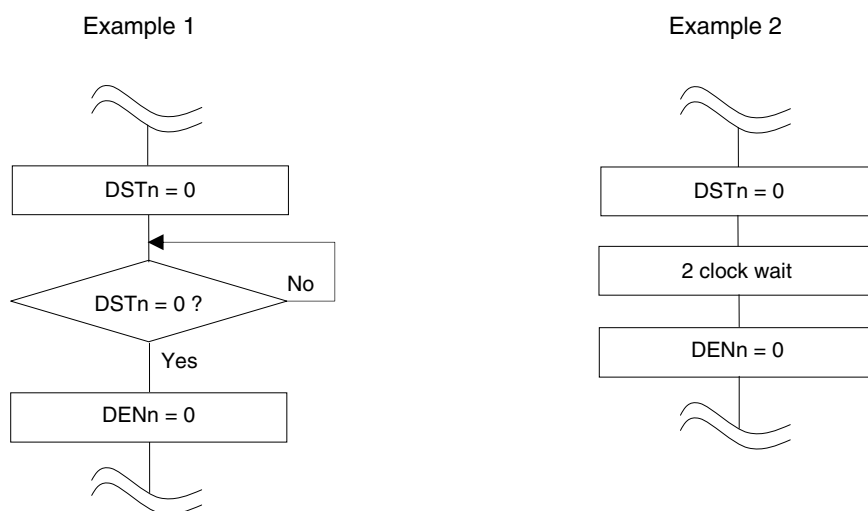 Example 1
DSTn = 0
DSTn = 0 ?
No
Yes
DENn = 0
Example 2
DSTn = 0
2 clock wait
DENn = 0